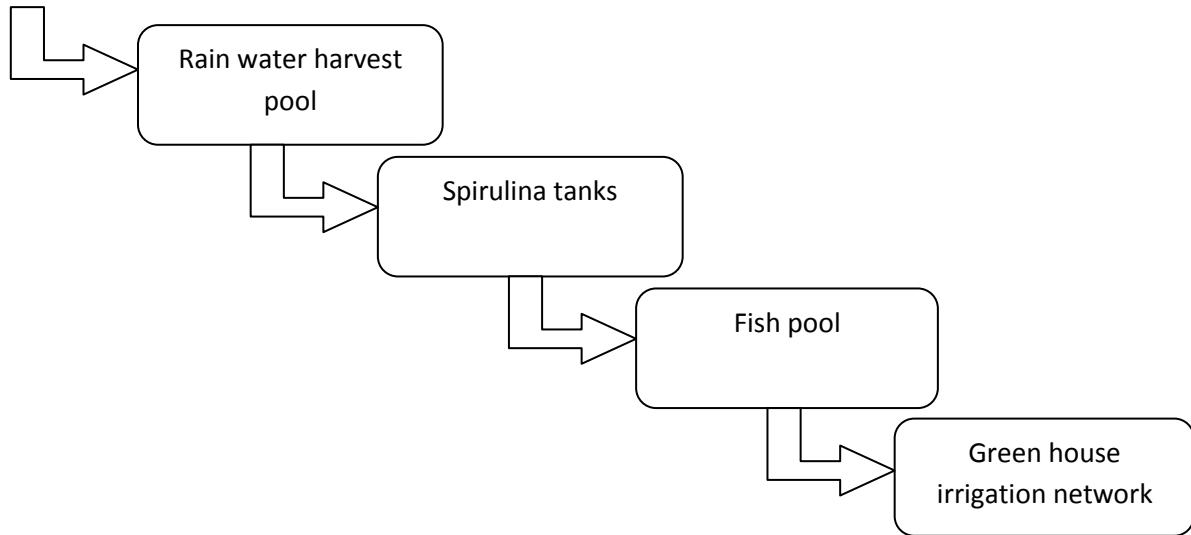 Rain water harvest
pool
Spirulina tanks
Fish pool
Green house
irrigation network